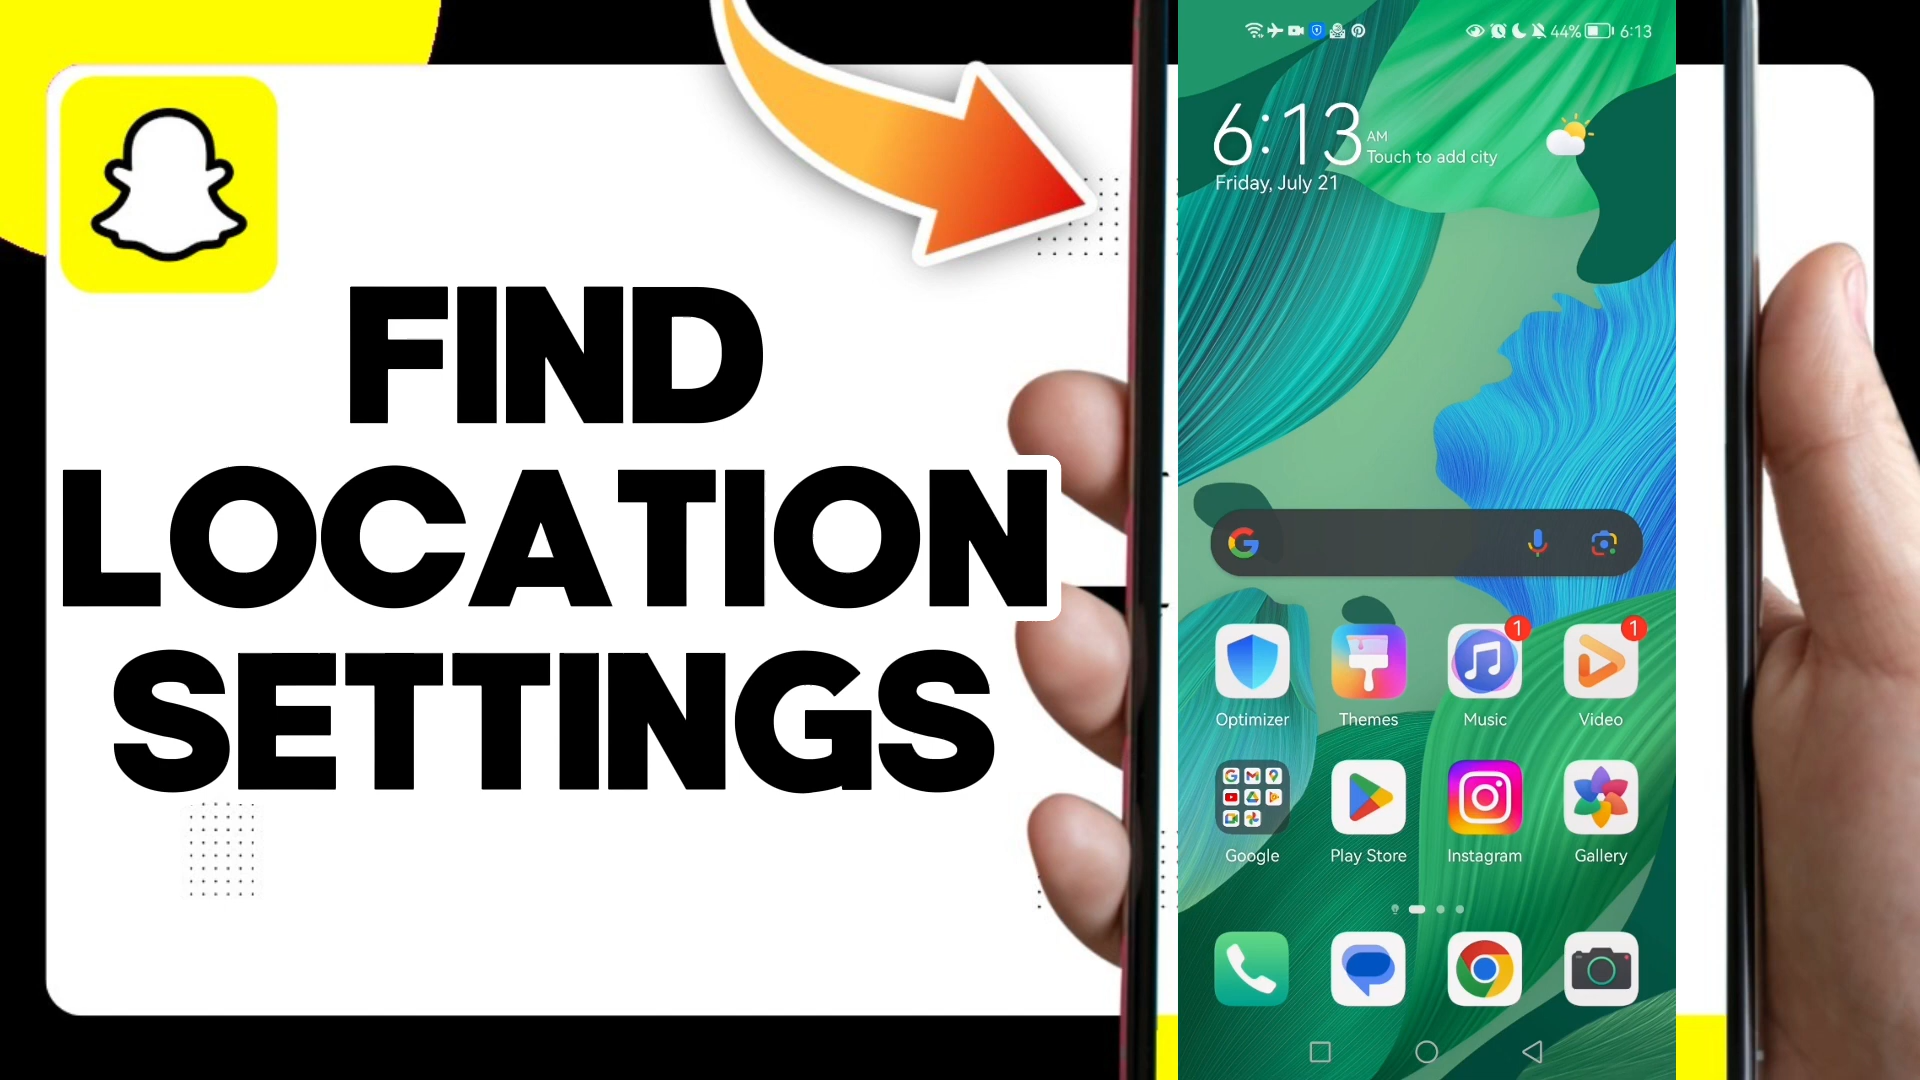 FIND
LOCATION
SETTINGS
44% 6:13
6:13 AM
Touch to add city
Friday, July 21
1 1
Optimizer Themes Music Video
Google Play Store Instagram Gallery